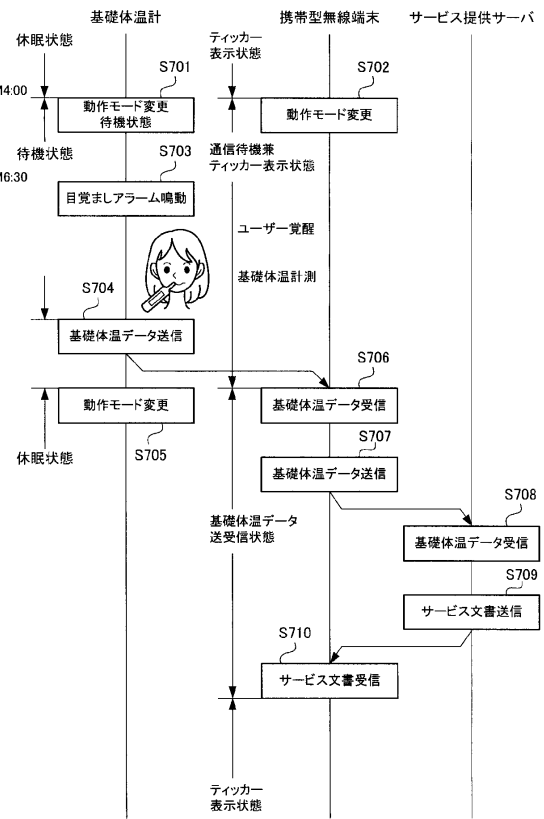 基礎体温計
携帯型無線端末
サービス提供サーバ
休眠状態
ティッカー
表示状態
S701
S702
M4:00
動作モード変更
待機状態
動作モード変更
待機状態
S703
通信待機兼
ティッカー表示状態
M6:30
目覚ましアラーム鳴動
ユーザー覚醒
基礎体温計測
S704
基礎体温データ送信
S706
動作モード変更
基礎体温データ受信
S705
休眠状態
S707
基礎体温データ送信
S708
基礎体温データ
送受信状態
基礎体温データ受信
S709
サービス文書送信
S710
サービス文書受信
ティッカー
表示状態